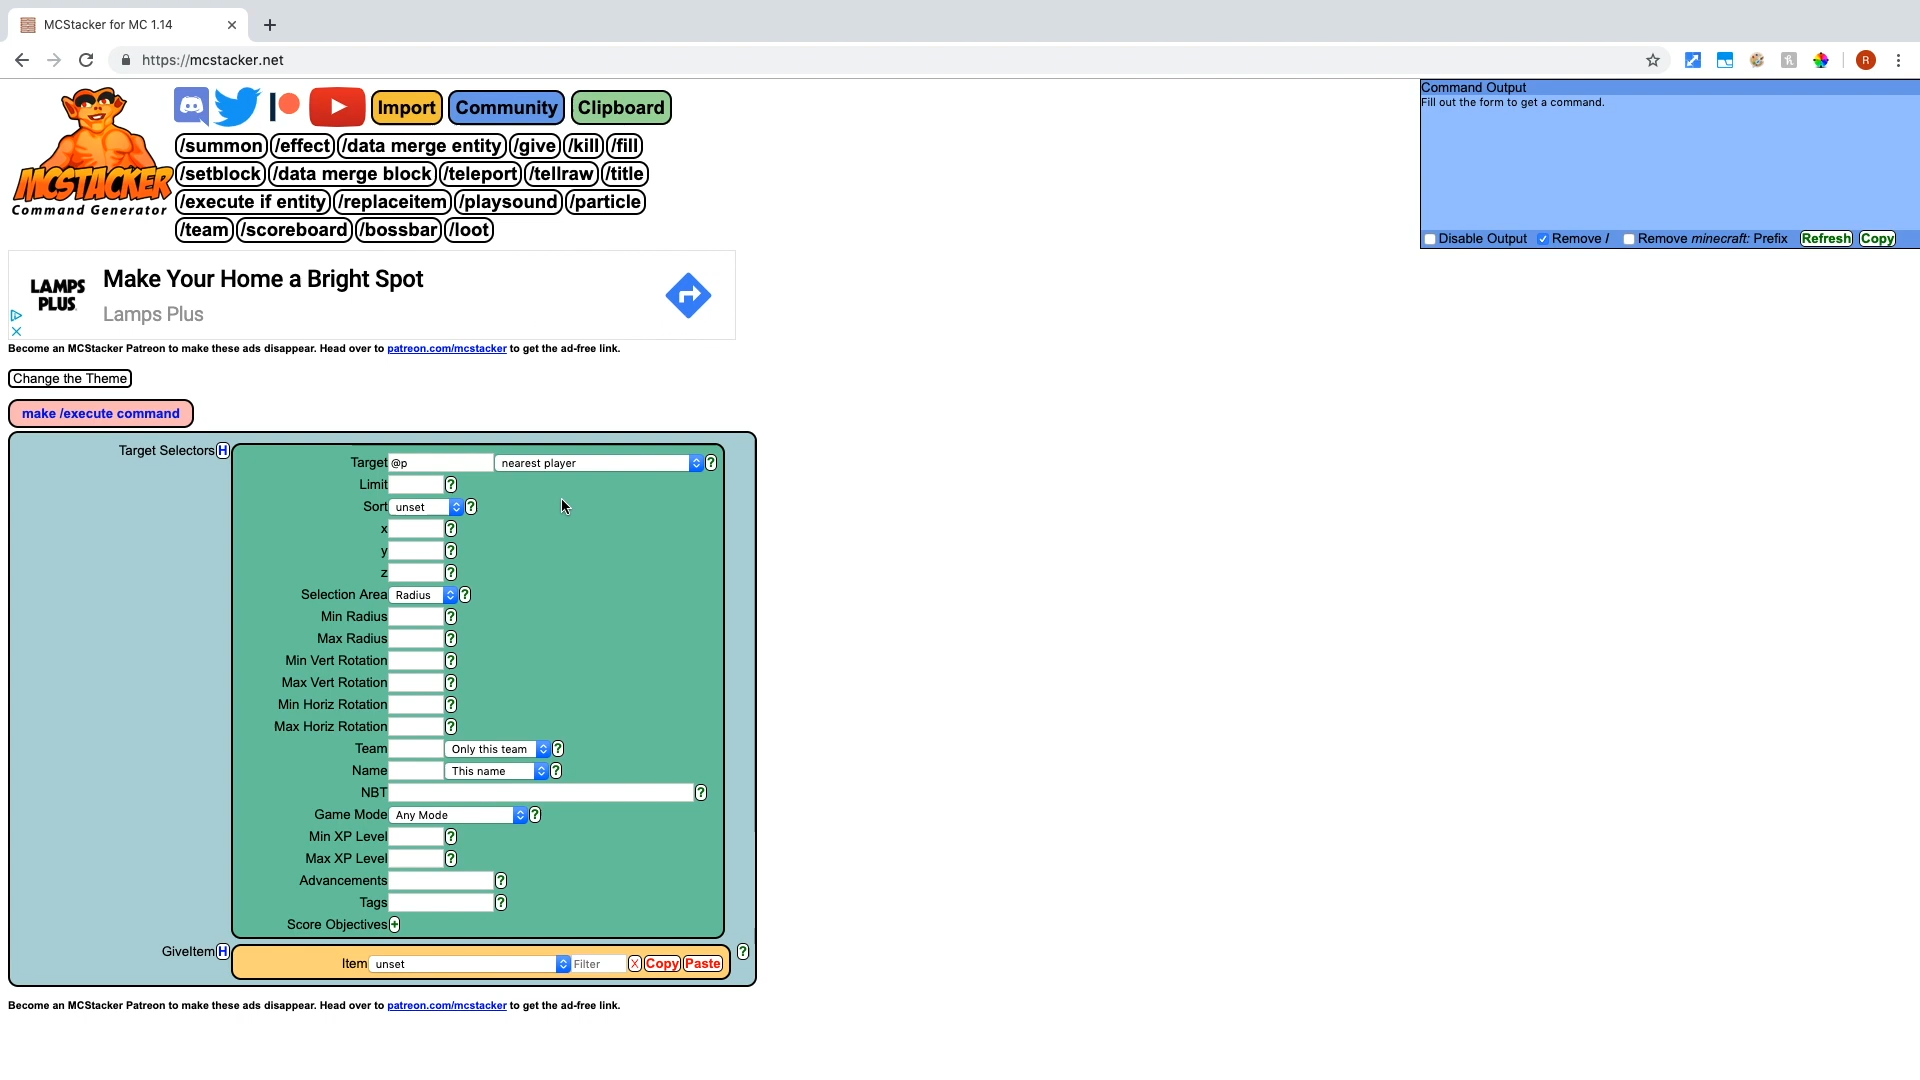 MCStacker for MC 1.14
https://mcstacker.net
R
MCSTACKER
Command Generator
Import Community Clipboard
/summon /effect /data merge entity /give /kill /fill
/setblock /data merge block /teleport /tellraw /title
/execute if entity /replaceitem /playsound /particle
/team /scoreboard /bossbar /loot
Command Output
Fill out the form to get a command.
Disable Output Remove / Remove minecraft: Prefix Refresh Copy
LAMPS
PLUS
Make Your Home a Bright Spot
Lamps Plus
Become an MCStacker Patreon to make these ads disappear. Head over to patreon.com/mcstacker to get the ad-free link.
Change the Theme
make /execute command
Target Selectors H
Target @p nearest player ?
Limit ?
Sort unset ?
x ?
y ?
z ?
Selection Area Radius ?
Min Radius ?
Max Radius ?
Min Vert Rotation ?
Max Vert Rotation ?
Min Horiz Rotation ?
Max Horiz Rotation ?
Team Only this team ?
Name This name ?
NBT ?
Game Mode Any Mode ?
Min XP Level ?
Max XP Level ?
Advancements ?
Tags ?
Score Objectives +
GiveItem H
Item unset Filter X Copy Paste ?
Become an MCStacker Patreon to make these ads disappear. Head over to patreon.com/mcstacker to get the ad-free link.